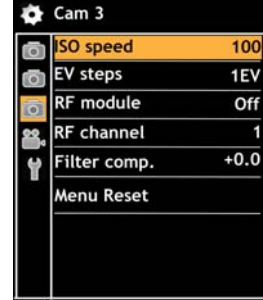 Cam 3
ISO speed 100
EV steps 1EV
RF module Off
RF channel 1
Filter comp. +0.0
Menu Reset